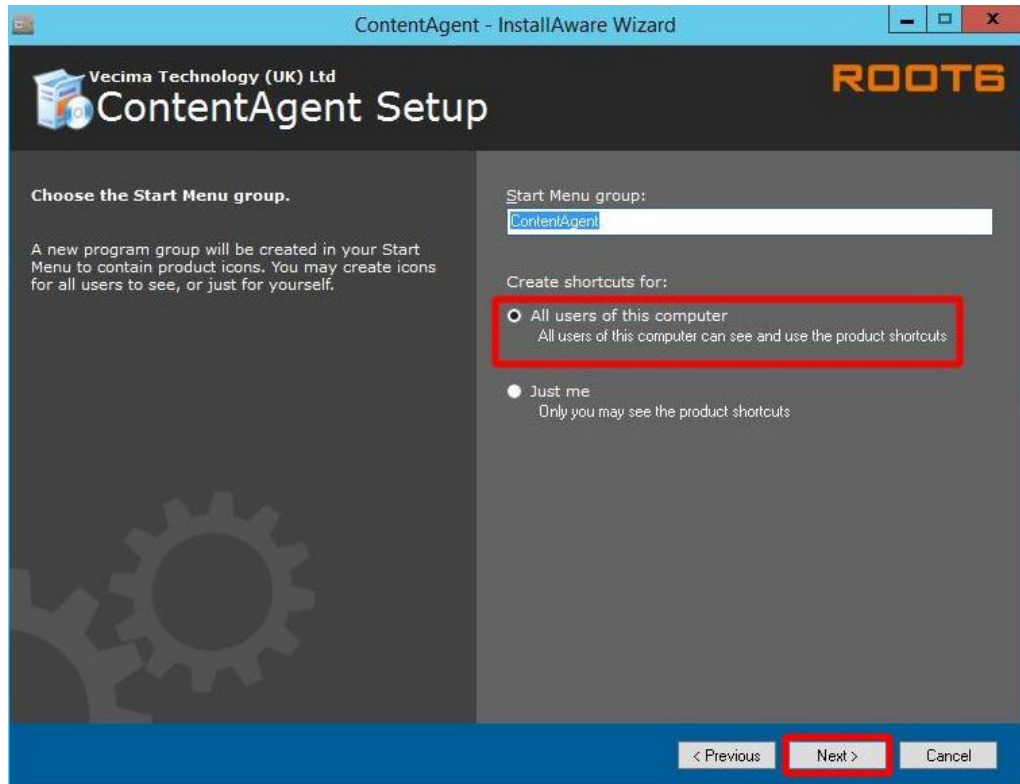 ContentAgent - InstallAware Wizard
Vecima Technology (UK) Ltd
ContentAgent Setup
ROOT6
Choose the Start Menu group.
A new program group will be created in your Start
Menu to contain product icons. You may create icons
for all users to see, or just for yourself.
Start Menu group:
ContentAgent
Create shortcuts for:
All users of this computer
All users of this computer can see and use the product shortcuts
Just me
Only you may see the product shortcuts
< Previous
Next >
Cancel